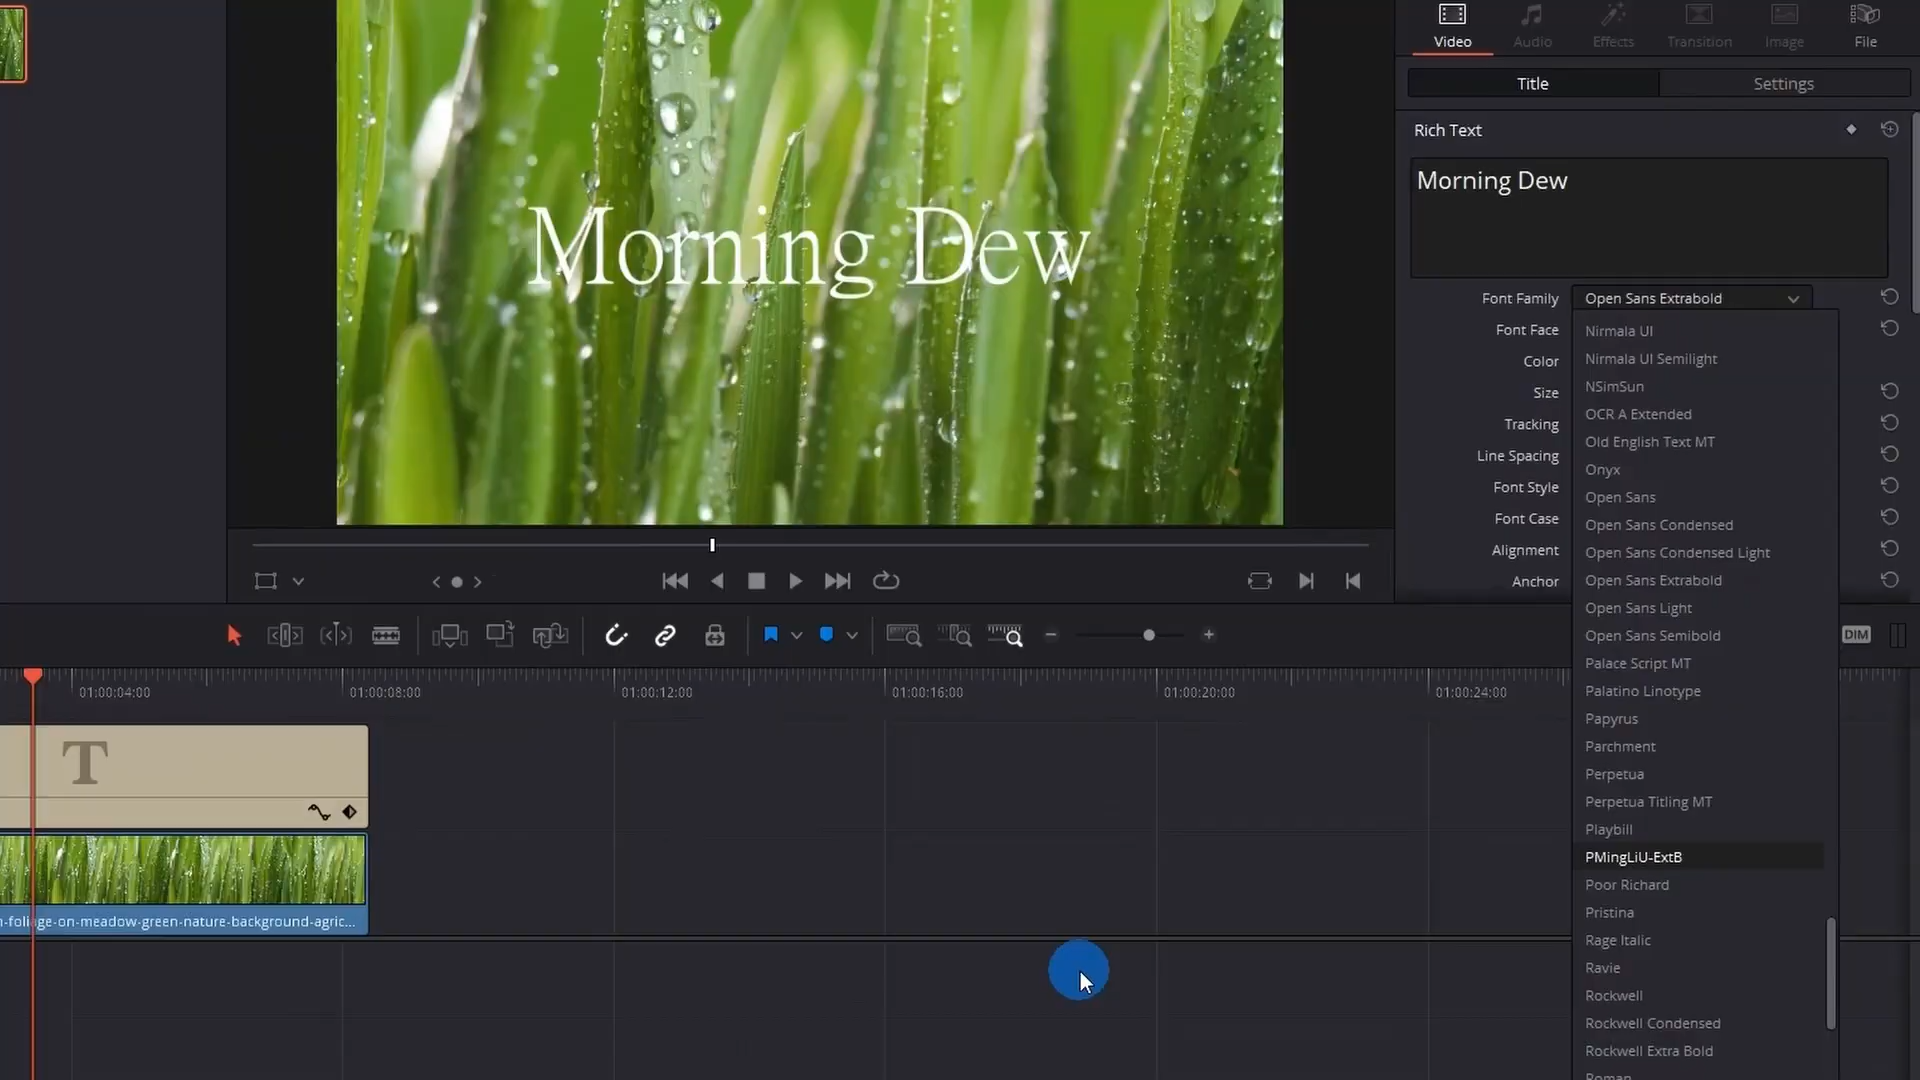 Video
Audio
Effects
Transition
Image
File
Title
Settings
Rich Text
Morning Dew
Morning Dew
Font Family
Open Sans Extrabold
Font Face
Color
Size
Tracking
Line Spacing
Font Style
Font Case
Alignment
Anchor
Nirmala UI
Nirmala UI Semilight
NSimSun
OCR A Extended
Old English Text MT
Onyx
Open Sans
Open Sans Condensed
Open Sans Condensed Light
Open Sans Extrabold
Open Sans Light
Open Sans Semibold
Palace Script MT
Palatino Linotype
Papyrus
Parchment
Perpetua
Perpetua Titling MT
Playbill
PMingLiU-ExtB
Poor Richard
Pristina
Rage Italic
Ravie
Rockwell
Rockwell Condensed
Rockwell Extra Bold
Roman
DIM
01:00:04:00
01:00:08:00
01:00:12:00
01:00:16:00
01:00:20:00
01:00:24:00
T
-foliage-on-meadow-green-nature-background-agric...